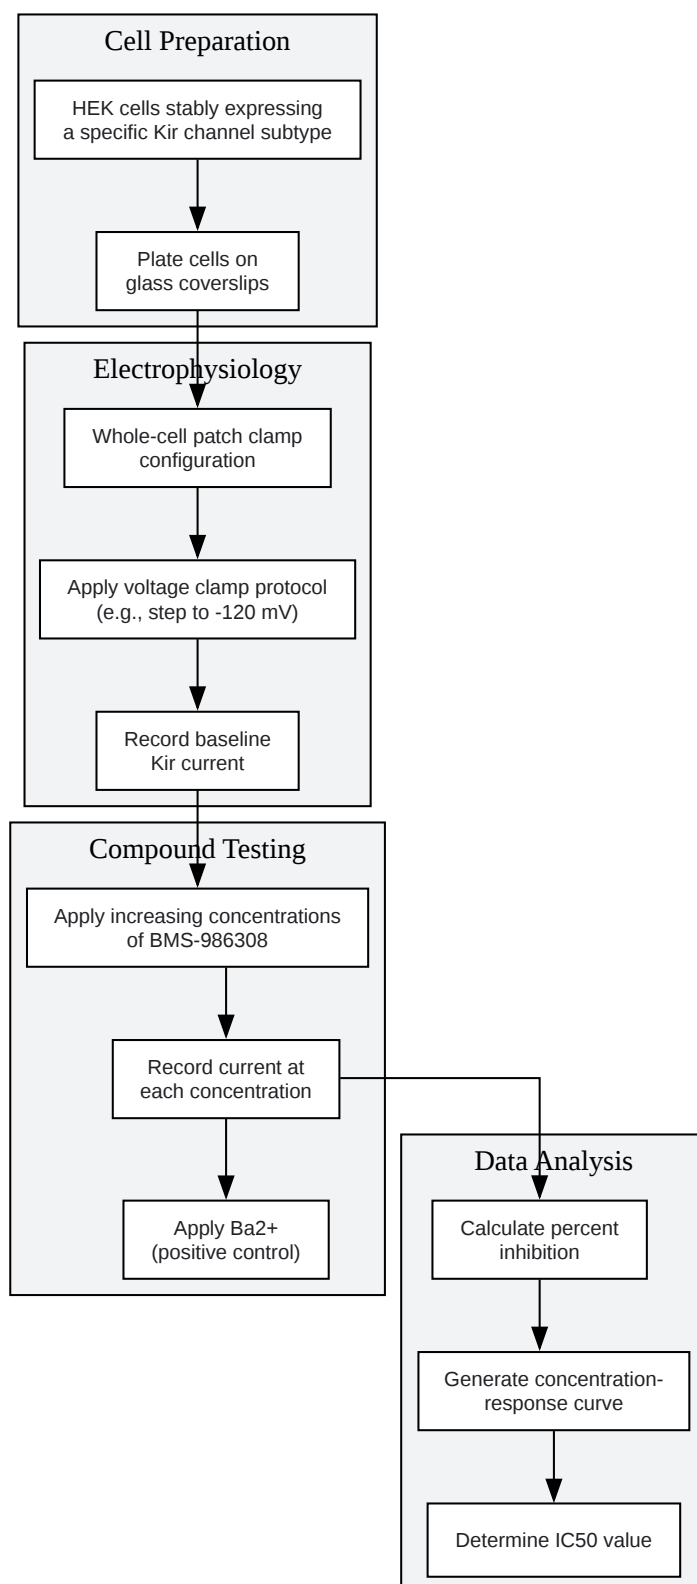 Cell Preparation
HEK cells stably expressing
a specific Kir channel subtype
Plate cells on
glass coverslips
Electrophysiology
Whole-cell patch clamp
configuration
Apply voltage clamp protocol
(e.g., step to -120 mV)
Record baseline
Kir current
Compound Testing
Apply increasing concentrations
of BMS-986308
Record current at
each concentration
Apply Ba2+
(positive control)
Data Analysis
Calculate percent
inhibition
Generate concentration-
response curve
Determine IC50 value